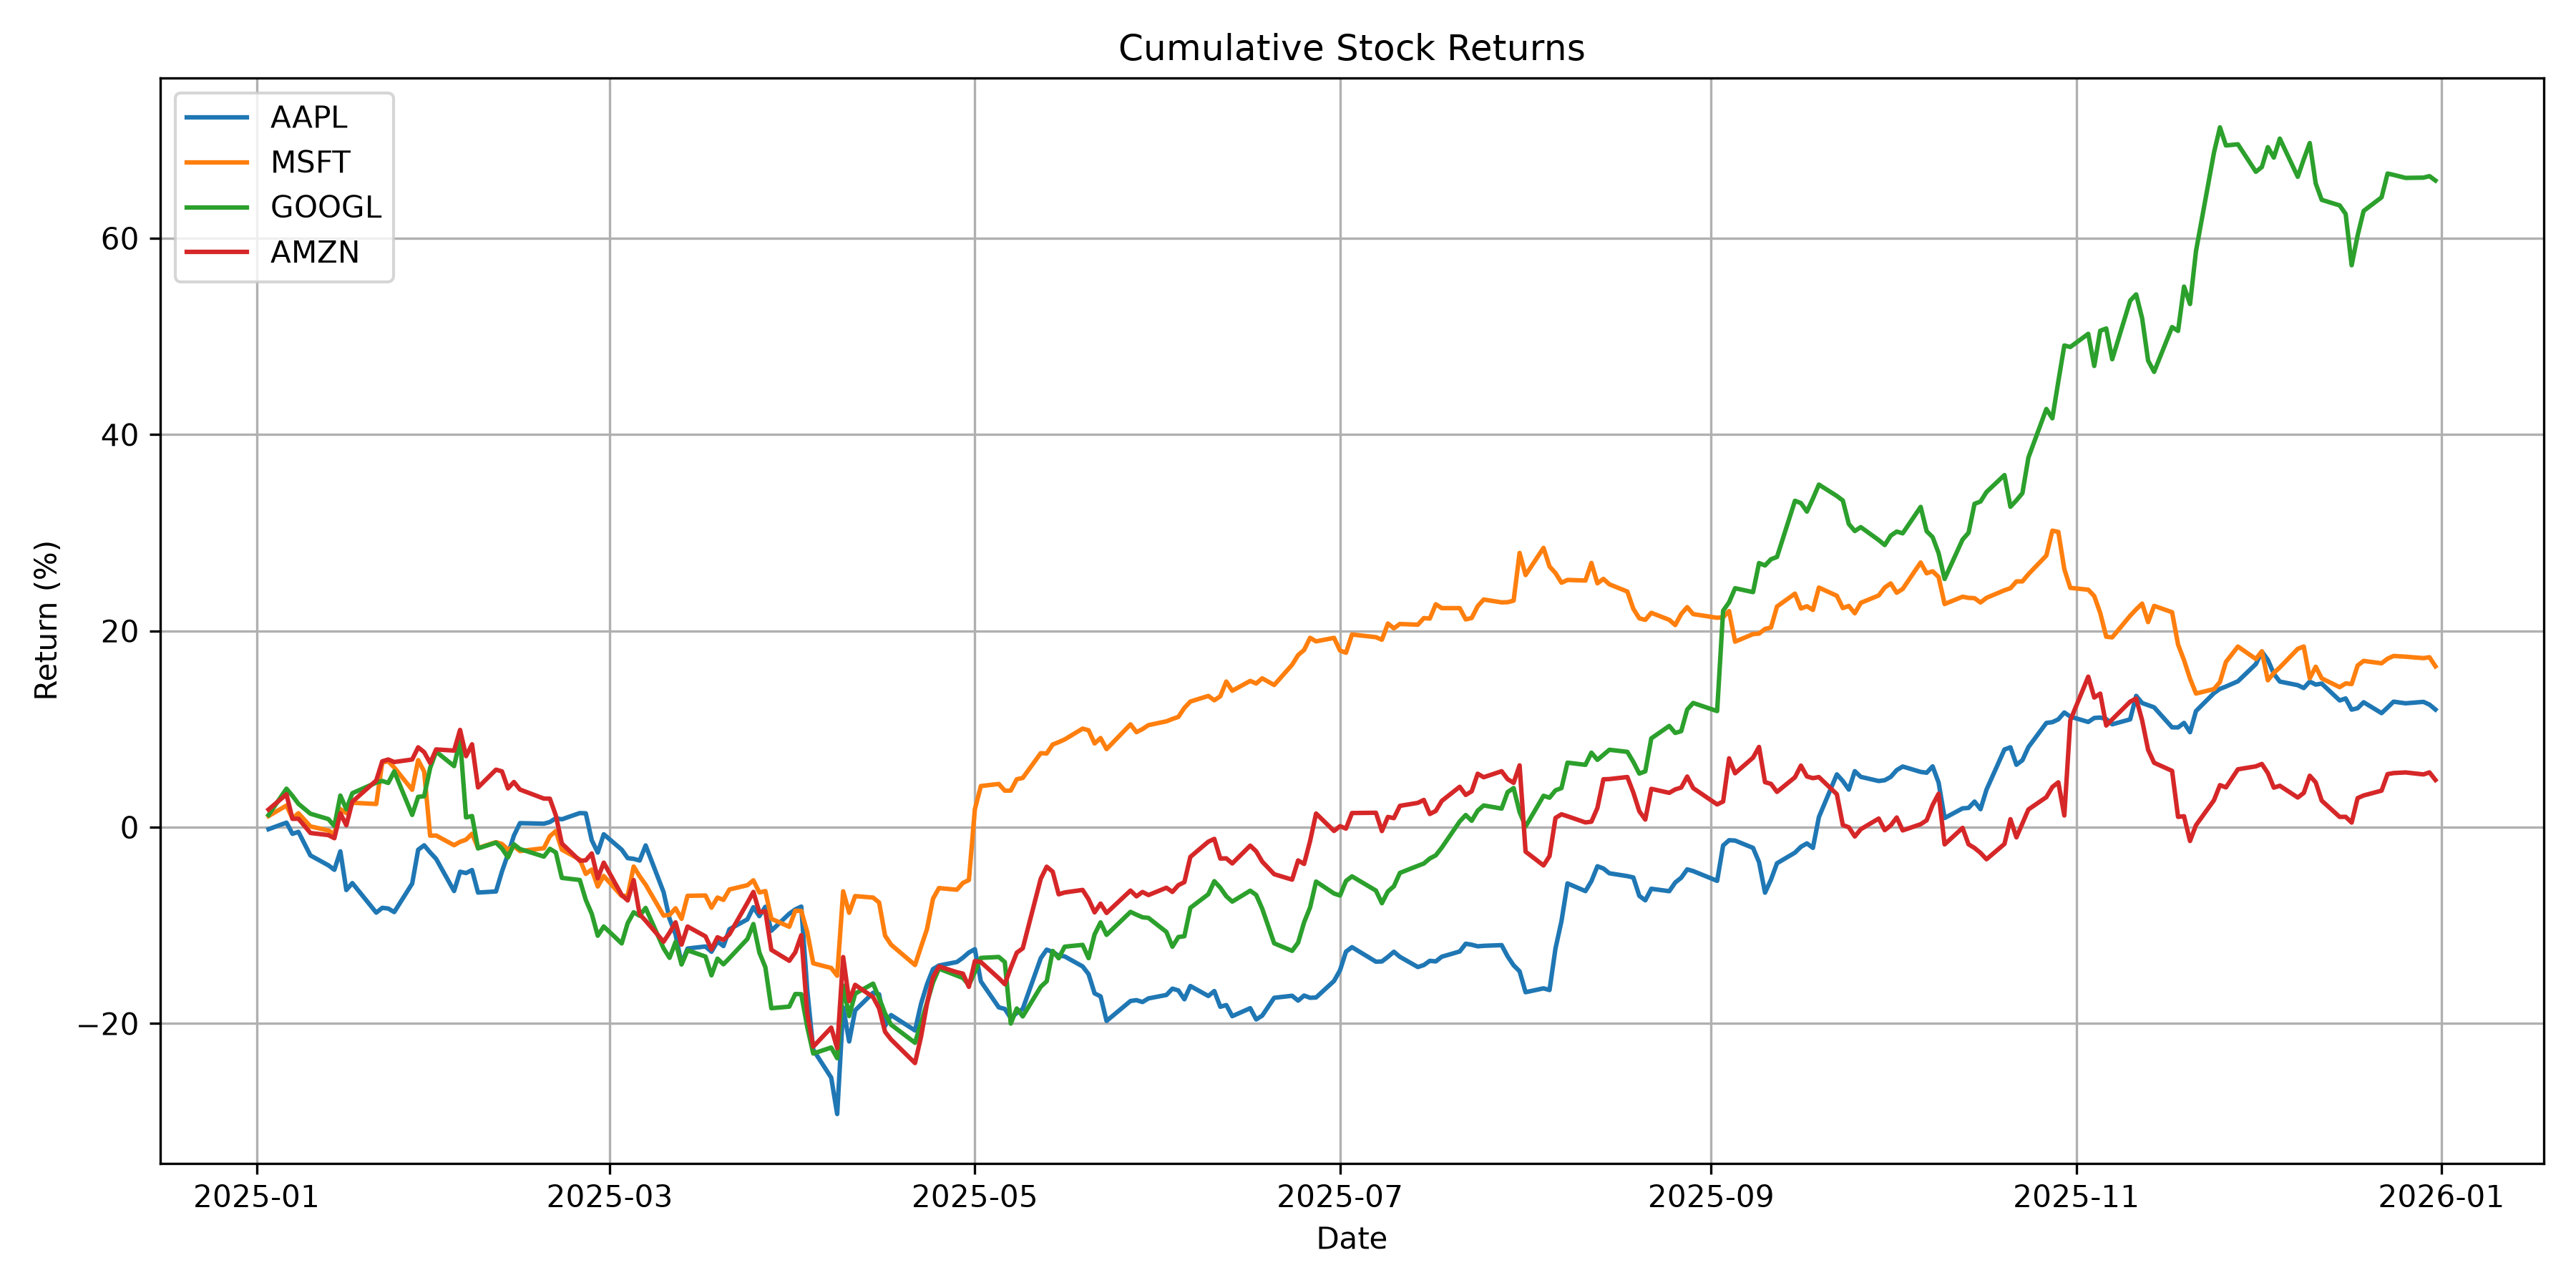 Cumulative Stock Returns
AAPL
MSFT
GOOGL
AMZN
Return (%)
60
40
20
0
−20
2025-01
2025-03
2025-05
2025-07
2025-09
2025-11
2026-01
Date